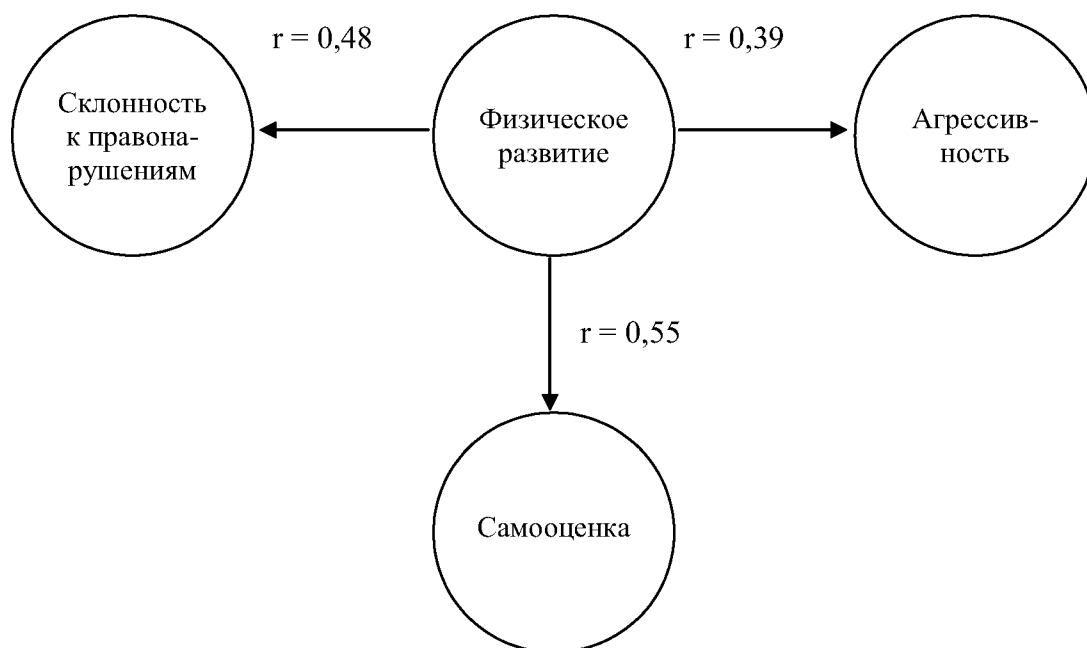 r = 0,48
r = 0,39
Склонность
к правона-
рушениям
Физическое
развитие
Агрессив-
ность
r = 0,55
Самооценка